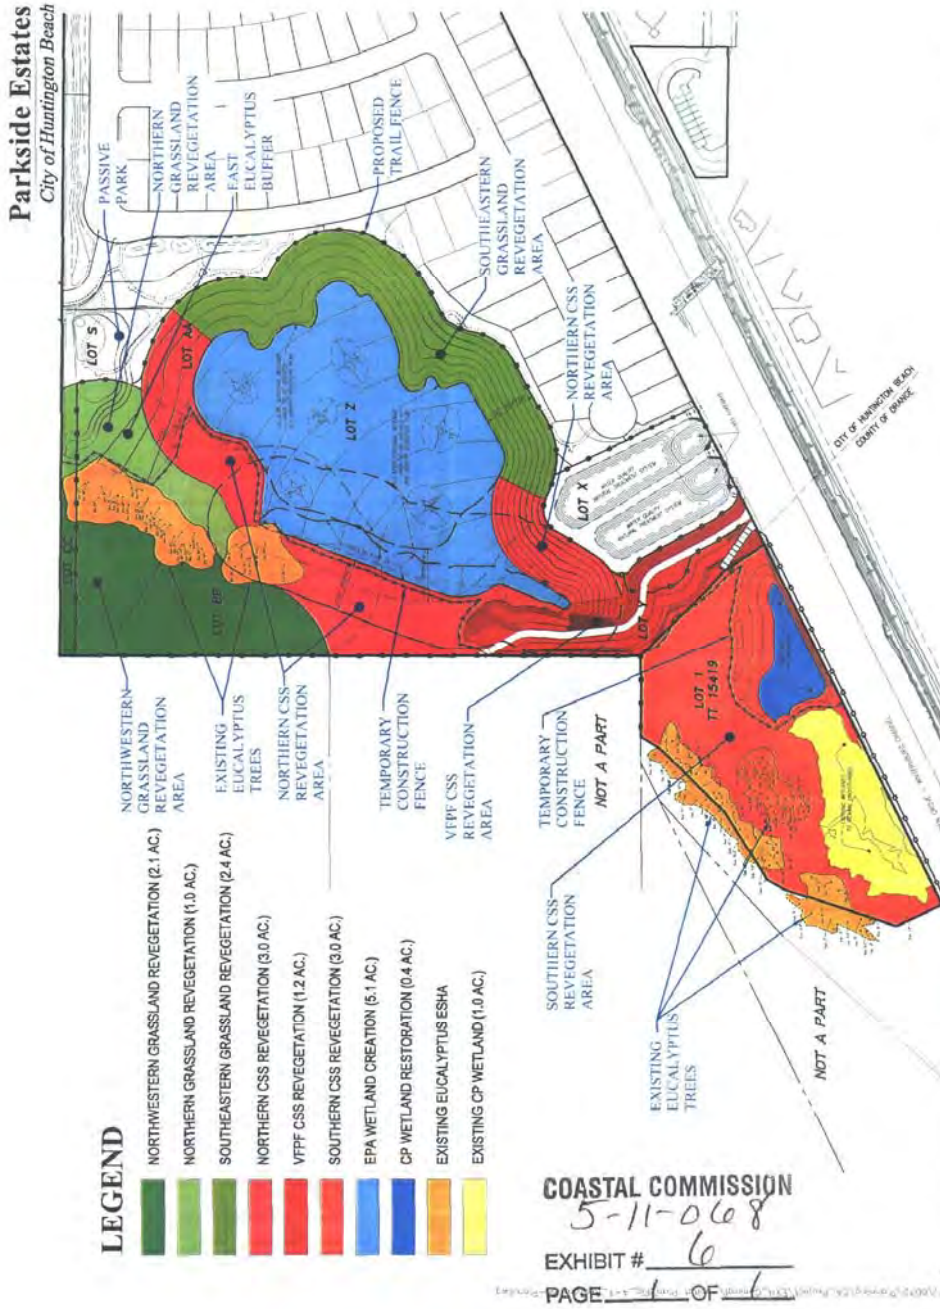 Parkside Estates
City of Huntington Beach
PASSIVE
PARK
NORTHERN
GRASSLAND
REVEGETATION
AREA
EAST
EUCALYPTUS
BUFFER
PROPOSED
TRAIL FENCE
SOUTHEASTERN
GRASSLAND
REVEGETATION
AREA
NORTHERN CSS
REVEGETATION
AREA
LOT S
LOT AA
LOT Z
LOT X
CITY OF HUNTINGTON BEACH
COUNTY OF ORANGE
LOT 1
TT 15419
NORTHWESTERN
GRASSLAND
REVEGETATION
AREA
EXISTING
EUCALYPTUS
TREES
NORTHERN CSS
REVEGETATION
AREA
TEMPORARY
CONSTRUCTION
FENCE
VFPF CSS
REVEGETATION
AREA
NOT A PART
TEMPORARY
CONSTRUCTION
FENCE
SOUTHERN CSS
REVEGETATION
AREA
EXISTING
EUCALYPTUS
TREES
NOT A PART
LEGEND
NORTHWESTERN GRASSLAND REVEGETATION (2.1 AC.)
NORTHERN GRASSLAND REVEGETATION (1.0 AC.)
SOUTHEASTERN GRASSLAND REVEGETATION (2.4 AC.)
NORTHERN CSS REVEGETATION (3.0 AC.)
VFPF CSS REVEGETATION (1.2 AC.)
SOUTHERN CSS REVEGETATION (3.0 AC.)
EPA WETLAND CREATION (5.1 AC.)
CP WETLAND RESTORATION (0.4 AC.)
EXISTING EUCALYPTUS ESHA
EXISTING CP WETLAND (1.0 AC.)
COASTAL COMMISSION
5-11-068
EXHIBIT # 6
PAGE 1 OF 1